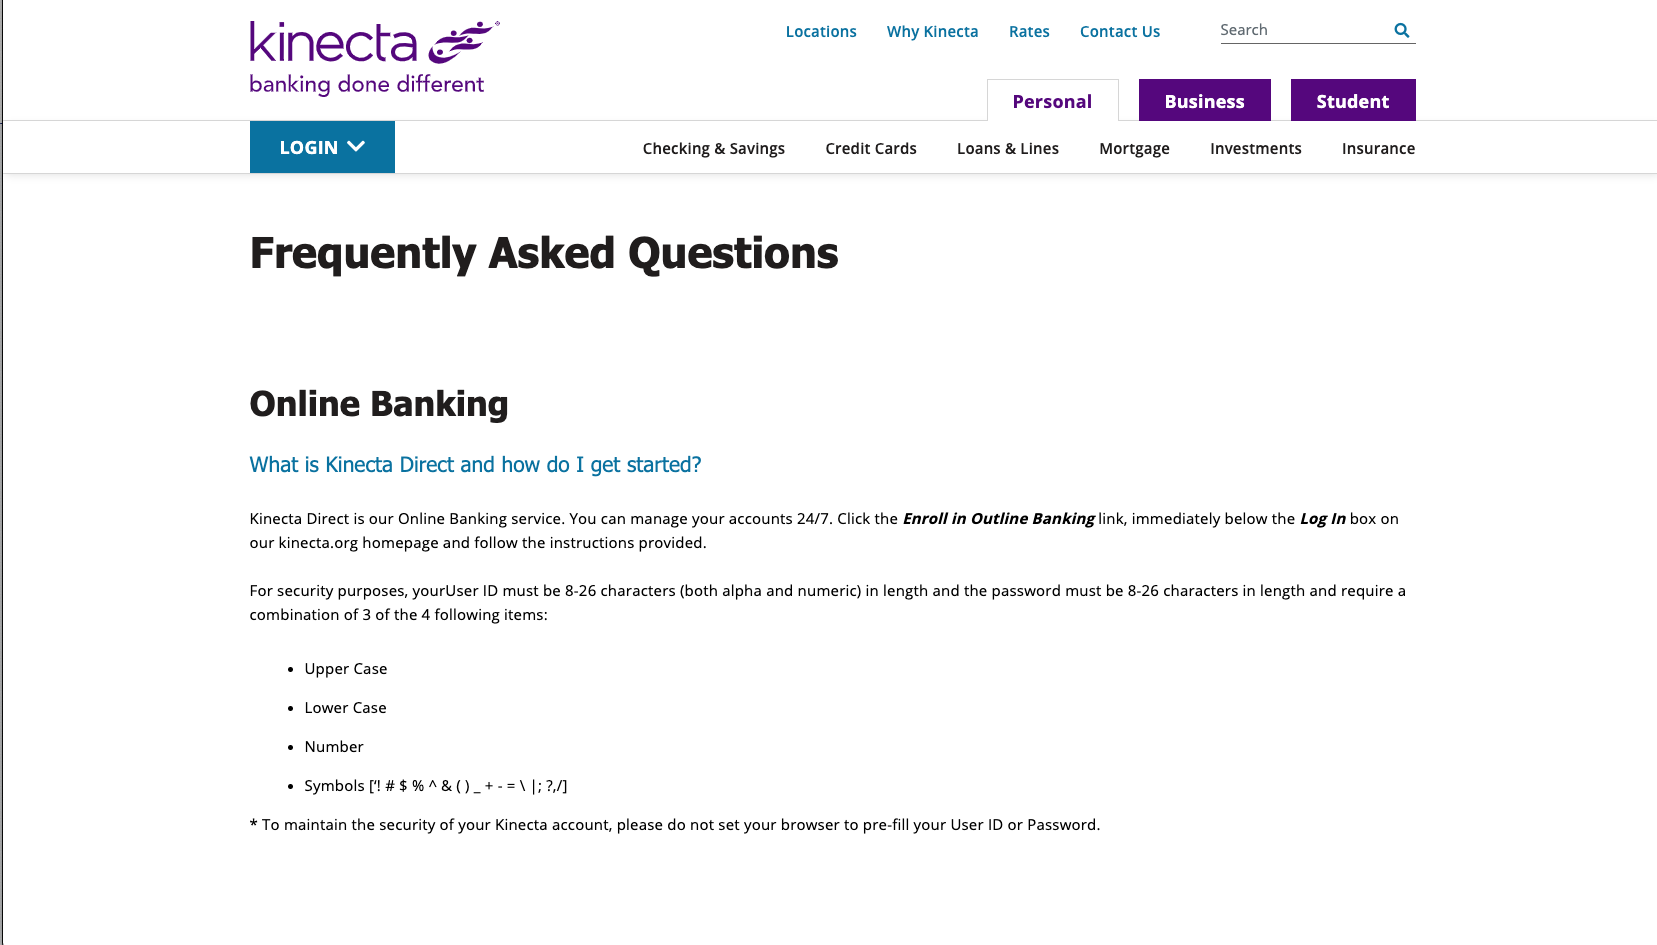 kinecta
banking done different
Locations Why Kinecta Rates Contact Us Search
Personal Business Student
LOGIN Checking & Savings Credit Cards Loans & Lines Mortgage Investments Insurance
Frequently Asked Questions
Online Banking
What is Kinecta Direct and how do I get started?
Kinecta Direct is our Online Banking service. You can manage your accounts 24/7. Click the Enroll in Outline Banking link, immediately below the Log In box on
our kinecta.org homepage and follow the instructions provided.
For security purposes, yourUser ID must be 8-26 characters (both alpha and numeric) in length and the password must be 8-26 characters in length and require a
combination of 3 of the 4 following items:
• Upper Case
• Lower Case
• Number
• Symbols ['! # $ % ^ & ( ) _ + - = \ |; ?,/]
* To maintain the security of your Kinecta account, please do not set your browser to pre-fill your User ID or Password.